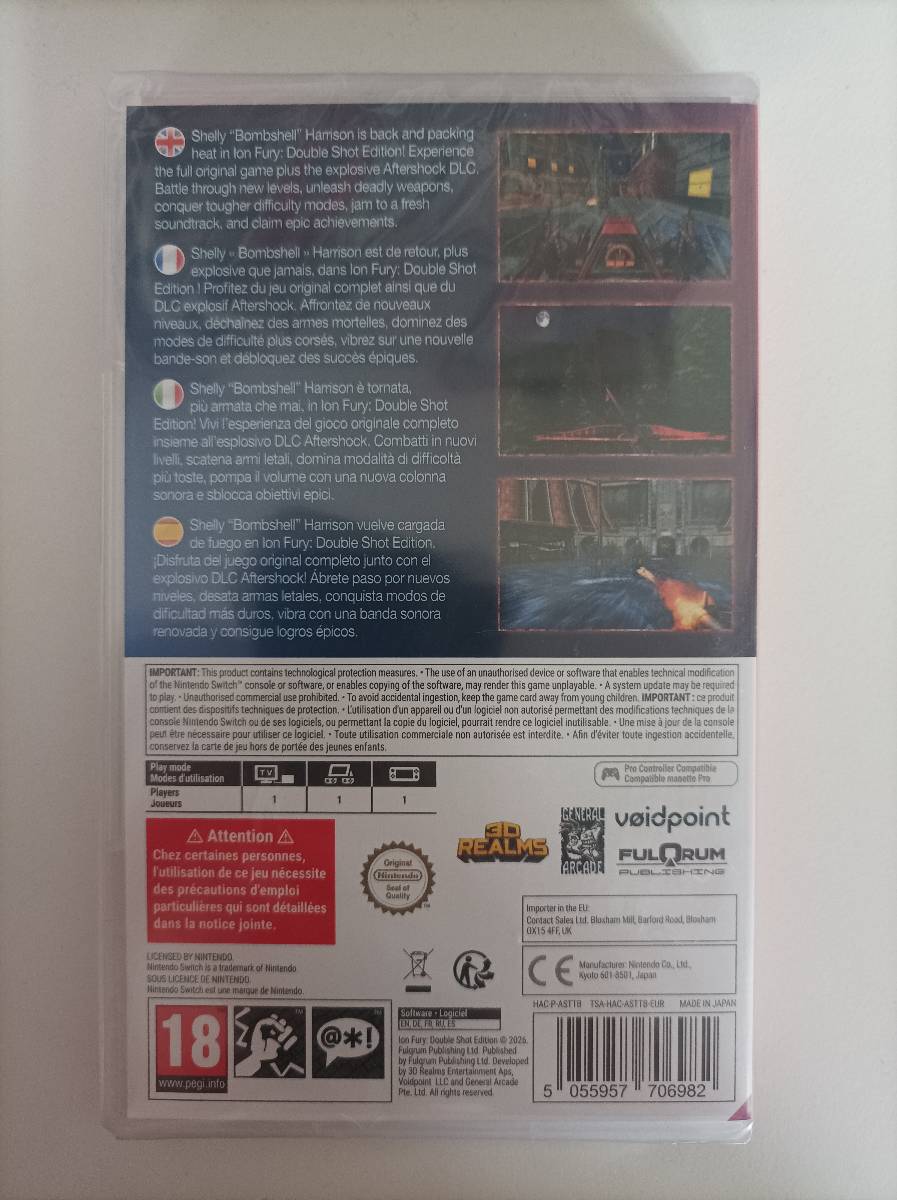 Shelly “Bombshell” Harrison is back and packing
heat in Ion Fury: Double Shot Edition! Experience
the full original game plus the explosive Aftershock DLC.
Battle through new levels, unleash deadly weapons,
conquer tougher difficulty modes, jam to a fresh
soundtrack, and claim epic achievements.
Shelly « Bombshell » Harrison est de retour, plus
explosive que jamais, dans Ion Fury: Double Shot
Edition ! Profitez du jeu original complet ainsi que du
DLC explosif Aftershock. Affrontez de nouveaux
niveaux, déchaînez des armes mortelles, dominez des
modes de difficulté plus corsés, vibrez sur une nouvelle
bande-son et débloquez des succès épiques.
Shelly “Bombshell” Harrison è tornata,
più armata che mai, in Ion Fury: Double Shot
Edition! Vivi l'esperienza del gioco originale completo
insieme all'esplosivo DLC Aftershock. Combatti in nuovi
livelli, scatena armi letali, domina modalità di difficoltà
più toste, pompa il volume con una nuova colonna
sonora e sblocca obiettivi epici.
Shelly “Bombshell” Harrison vuelve cargada
de fuego en Ion Fury: Double Shot Edition.
¡Disfruta del juego original completo junto con el
explosivo DLC Aftershock! Ábrete paso por nuevos
niveles, desata armas letales, conquista modos de
dificultad más duros, vibra con una banda sonora
renovada y consigue logros épicos.
IMPORTANT: This product contains technological protection measures. • The use of an unauthorised device or software that enables technical modification
of the Nintendo Switch™ console or software, or enables copying of the software, may render this game unplayable. • A system update may be required
to play. • Unauthorised commercial use prohibited. • To avoid accidental ingestion, keep the game card away from young children. IMPORTANT : ce produit
contient des dispositifs techniques de protection. • L'utilisation d'un appareil ou d'un logiciel non autorisé permettant des modifications techniques de la
console Nintendo Switch ou de ses logiciels, ou permettant la copie du logiciel, pourrait rendre ce logiciel inutilisable. • Une mise à jour de la console
peut être nécessaire pour utiliser ce logiciel. • Toute utilisation commerciale non autorisée est interdite. • Afin d'éviter toute ingestion accidentelle,
conservez la carte de jeu hors de portée des jeunes enfants.
Play mode
Modes d'utilisation
TV
Players
Joueurs
1
1
1
Pro Controller Compatible
Compatible manette Pro
Attention
Chez certaines personnes,
l'utilisation de ce jeu nécessite
des précautions d'emploi
particulières qui sont détaillées
dans la notice jointe.
Original
Nintendo
Seal of
Quality
TM
3D
REALMS
GENERAL
ARCADE
vøidpoint
FULQRUM
PUBLISHING
Importer in the EU:
Contact Sales Ltd. Bloxham Mill, Barford Road, Bloxham
OX15 4FF, UK
CE
Manufacturer: Nintendo Co., Ltd.,
Kyoto 601-8501, Japan
LICENSED BY NINTENDO.
Nintendo Switch is a trademark of Nintendo.
SOUS LICENCE DE NINTENDO.
Nintendo Switch est une marque de Nintendo.
HAC-P-ASTTB TSA-HAC-ASTTB-EUR MADE IN JAPAN
18
www.pegi.info
TM
@*!
TM
Software • Logiciel
EN, DE, FR, RU, ES
Ion Fury: Double Shot Edition © 2026.
Fulqrum Publishing Ltd. Published
by Fulqrum Publishing Ltd. Developed
by 3D Realms Entertainment Aps,
Voidpoint LLC and General Arcade
Pte. Ltd. All rights reserved.
5 055957 706982